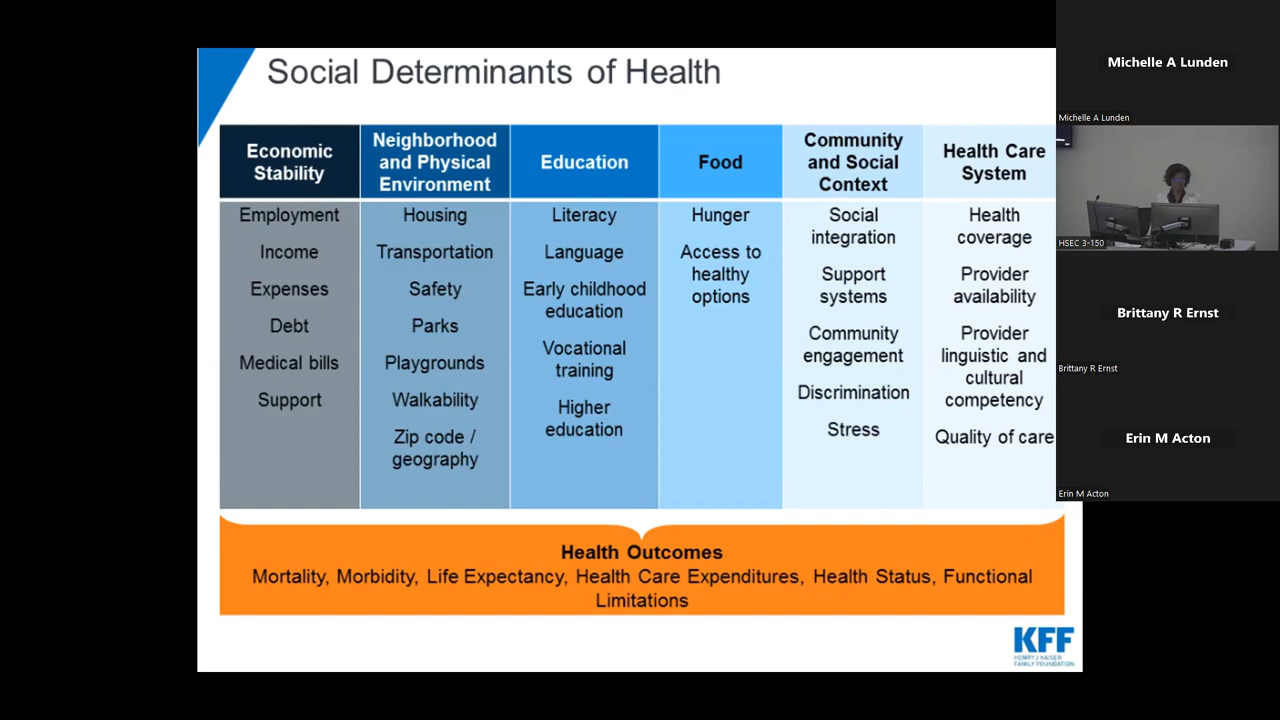 Social Determinants of Health
Economic
Stability
Employment
Income
Expenses
Debt
Medical bills
Support
Neighborhood
and Physical
Environment
Housing
Transportation
Safety
Parks
Playgrounds
Walkability
Zip code /
geography
Education
Literacy
Language
Early childhood
education
Vocational
training
Higher
education
Food
Hunger
Access to
healthy
options
Community
and Social
Context
Social
integration
Support
systems
Community
engagement
Discrimination
Stress
Health Care
System
Health
coverage
Provider
availability
Provider
linguistic and
cultural
competency
Quality of care
Health Outcomes
Mortality, Morbidity, Life Expectancy, Health Care Expenditures, Health Status, Functional
Limitations
KFF
HENRY J KAISER
FAMILY FOUNDATION
Michelle A Lunden
Michelle A Lunden
HSEC 3-150
Brittany R Ernst
Brittany R Ernst
Erin M Acton
Erin M Acton